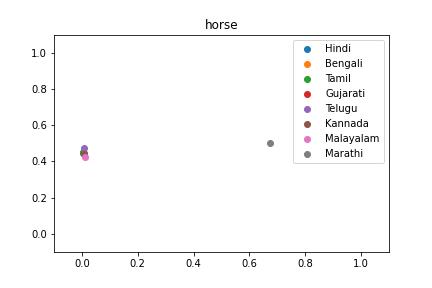 horse
1.0
0.8
0.6
0.4
0.2
0.0
0.0 0.2 0.4 0.6 0.8 1.0
Hindi
Bengali
Tamil
Gujarati
Telugu
Kannada
Malayalam
Marathi